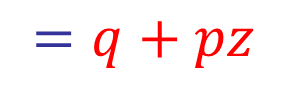 = q + pz